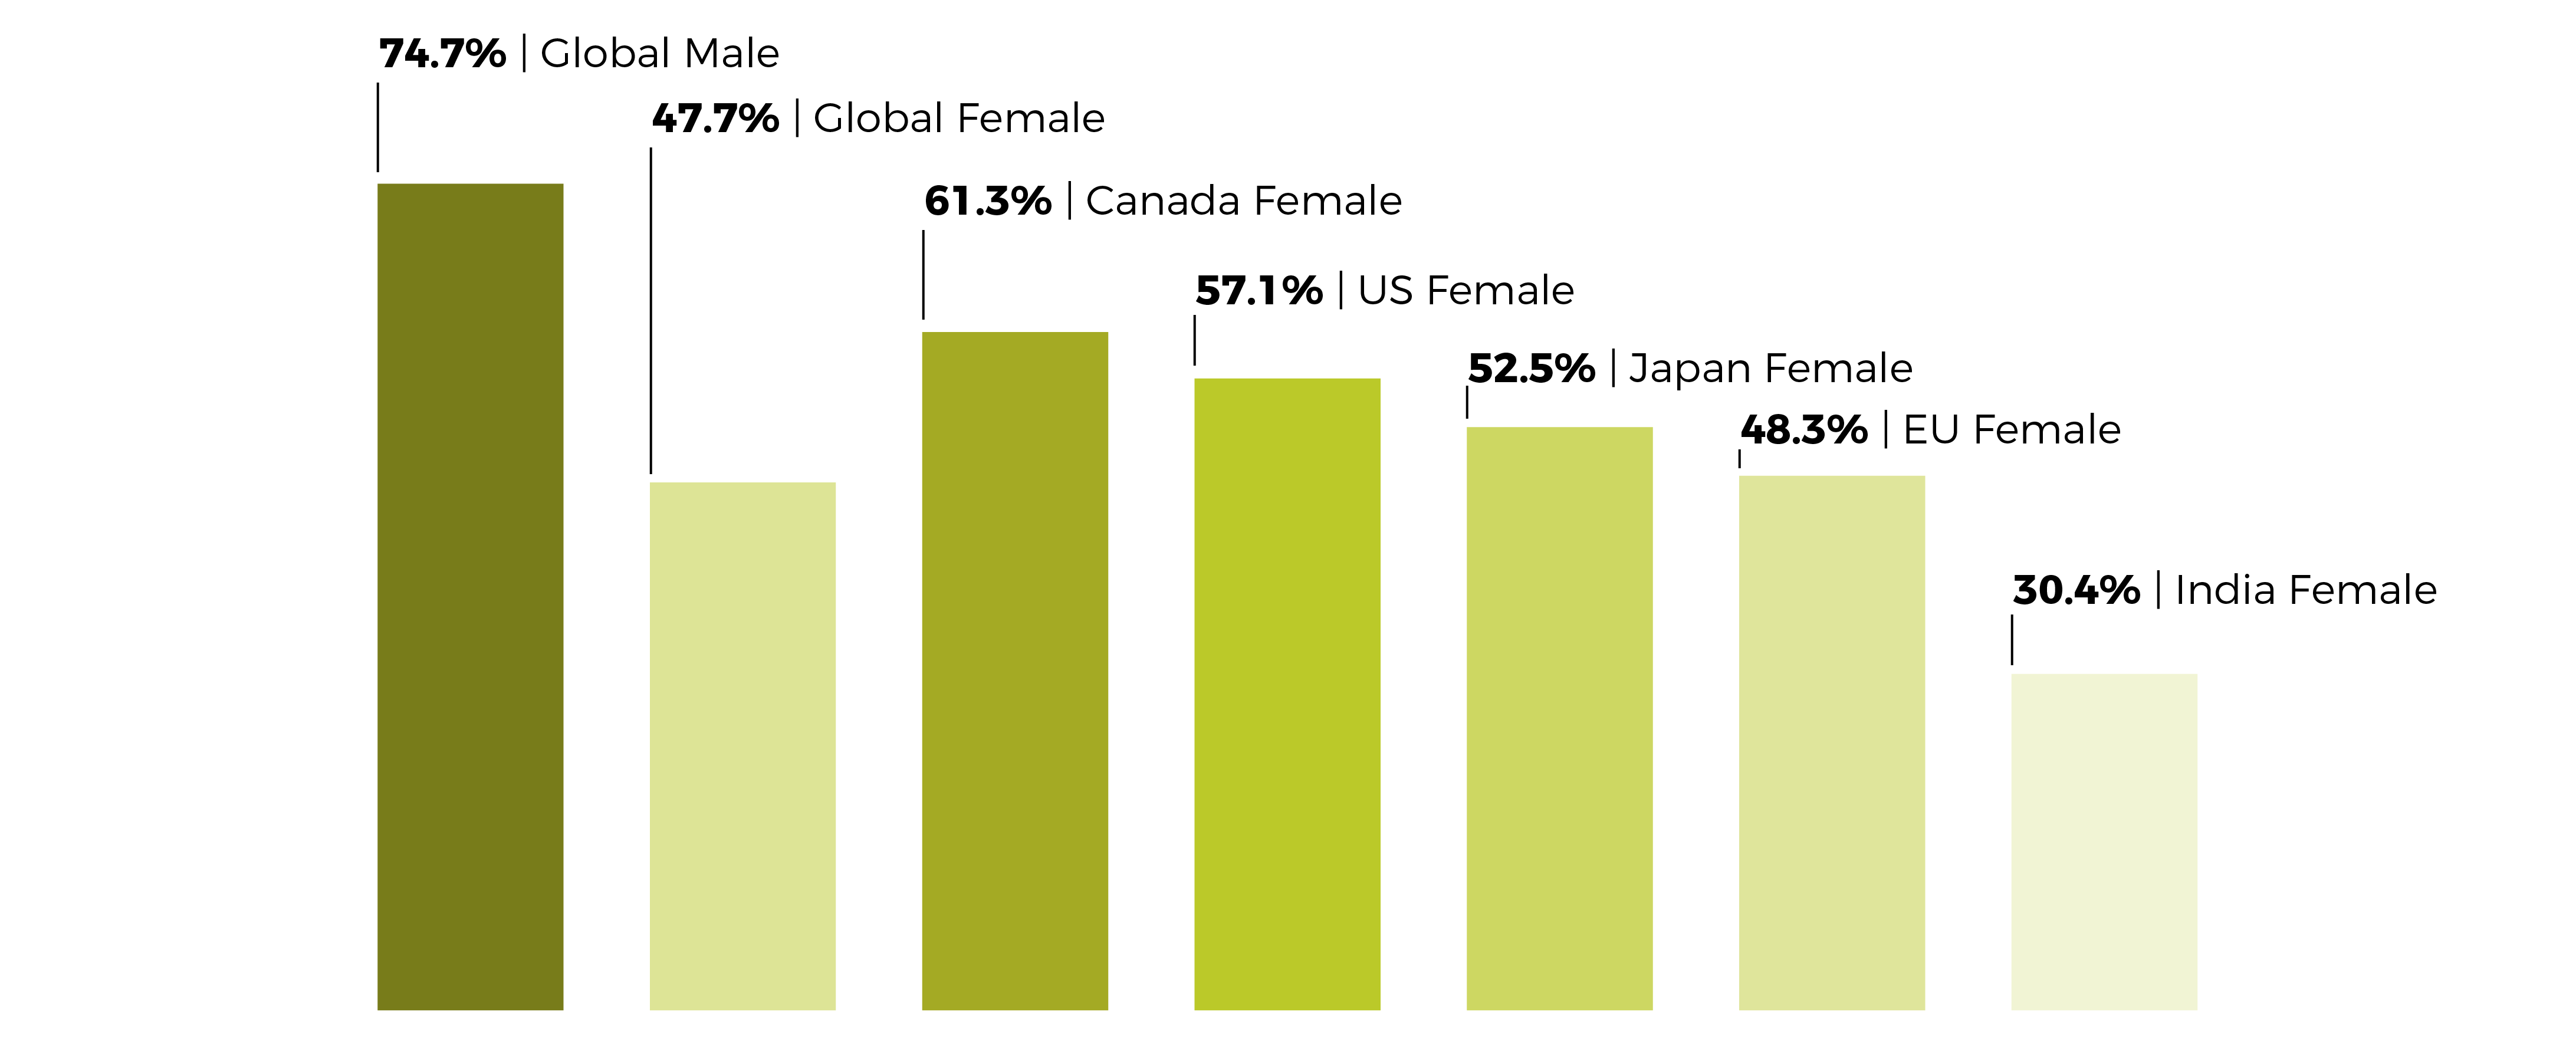 74.7% | Global Male
47.7% | Global Female
61.3% | Canada Female
57.1% | US Female
52.5% | Japan Female
48.3% | EU Female
30.4% | India Female